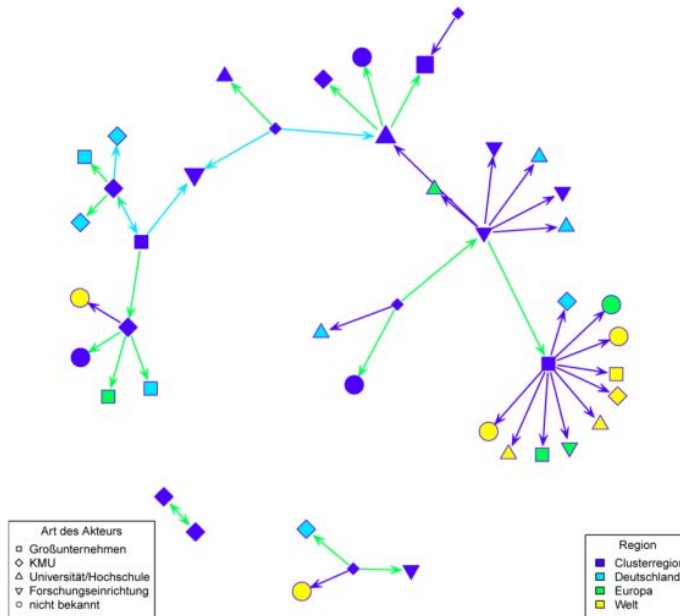 Art des Akteurs
Großunternehmen
KMU
Universität/Hochschule
Forschungseinrichtung
nicht bekannt
Region
Clusterregion
Deutschland
Europa
Welt